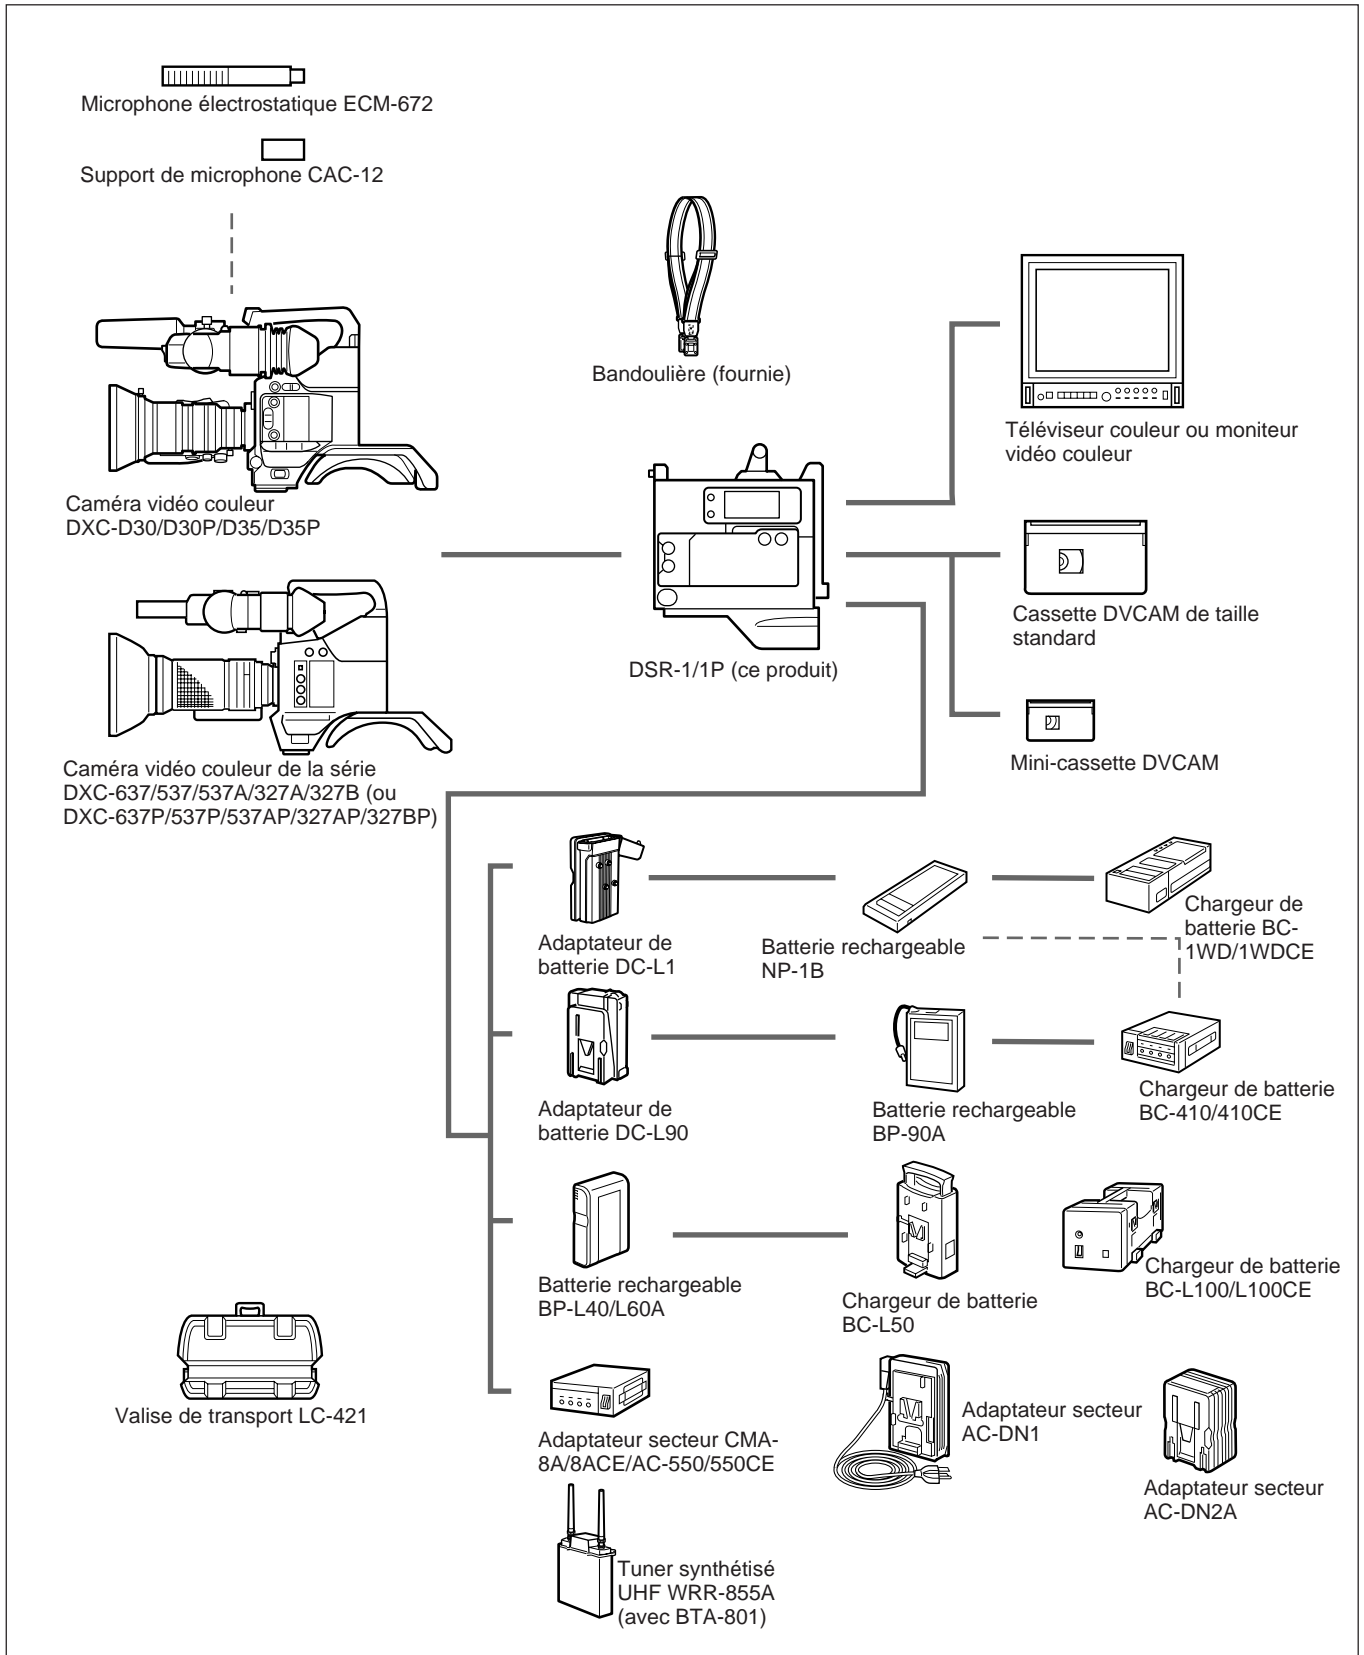 Microphone électrostatique ECM-672
Support de microphone CAC-12
Bandoulière (fournie)
Téléviseur couleur ou moniteur
vidéo couleur
Caméra vidéo couleur
DXC-D30/D30P/D35/D35P
Cassette DVCAM de taille
standard
DSR-1/1P (ce produit)
Mini-cassette DVCAM
Caméra vidéo couleur de la série
DXC-637/537/537A/327A/327B (ou
DXC-637P/537P/537AP/327AP/327BP)
Adaptateur de
batterie DC-L1
Batterie rechargeable
NP-1B
Chargeur de
batterie BC-
1WD/1WDCE
Adaptateur de
batterie DC-L90
Batterie rechargeable
BP-90A
Chargeur de batterie
BC-410/410CE
Batterie rechargeable
BP-L40/L60A
Chargeur de batterie
BC-L50
Chargeur de batterie
BC-L100/L100CE
Valise de transport LC-421
Adaptateur secteur CMA-
8A/8ACE/AC-550/550CE
Adaptateur secteur
AC-DN1
Adaptateur secteur
AC-DN2A
Tuner synthétisé
UHF WRR-855A
(avec BTA-801)